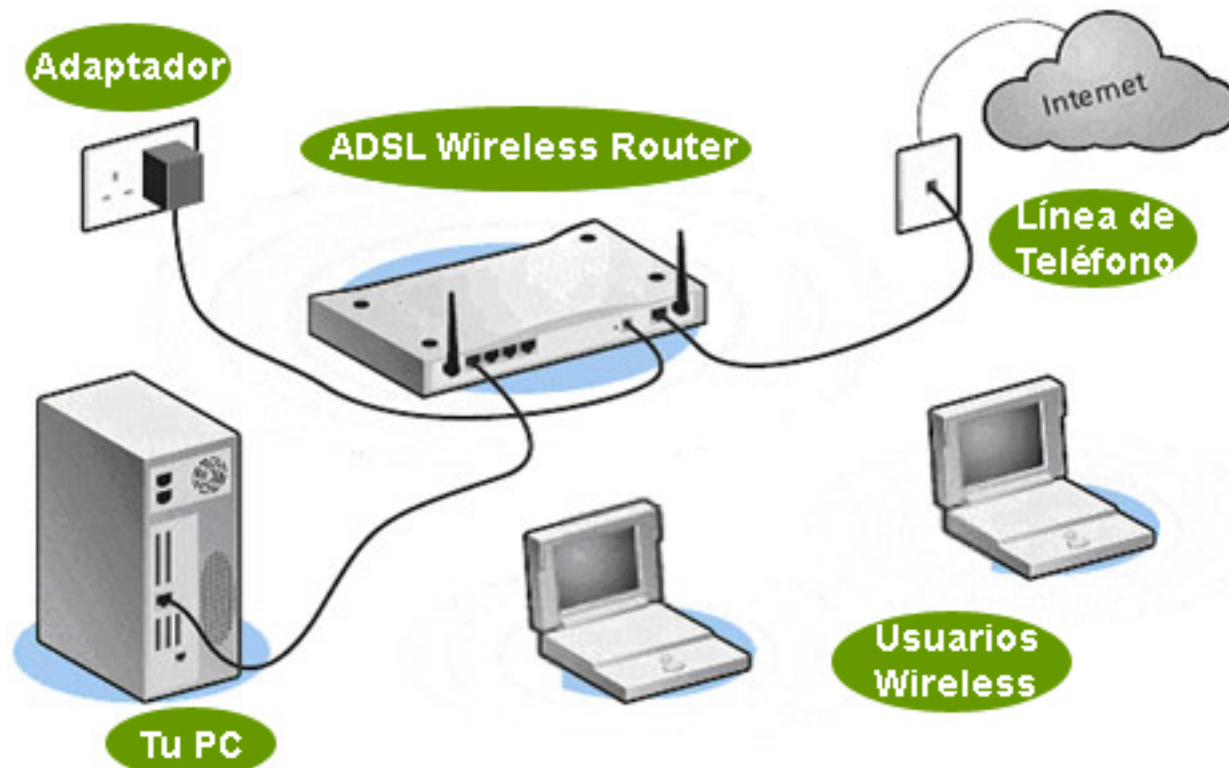 Adaptador
ADSL Wireless Router
Internet
Línea de
Teléfono
Usuarios
Wireless
Tu PC